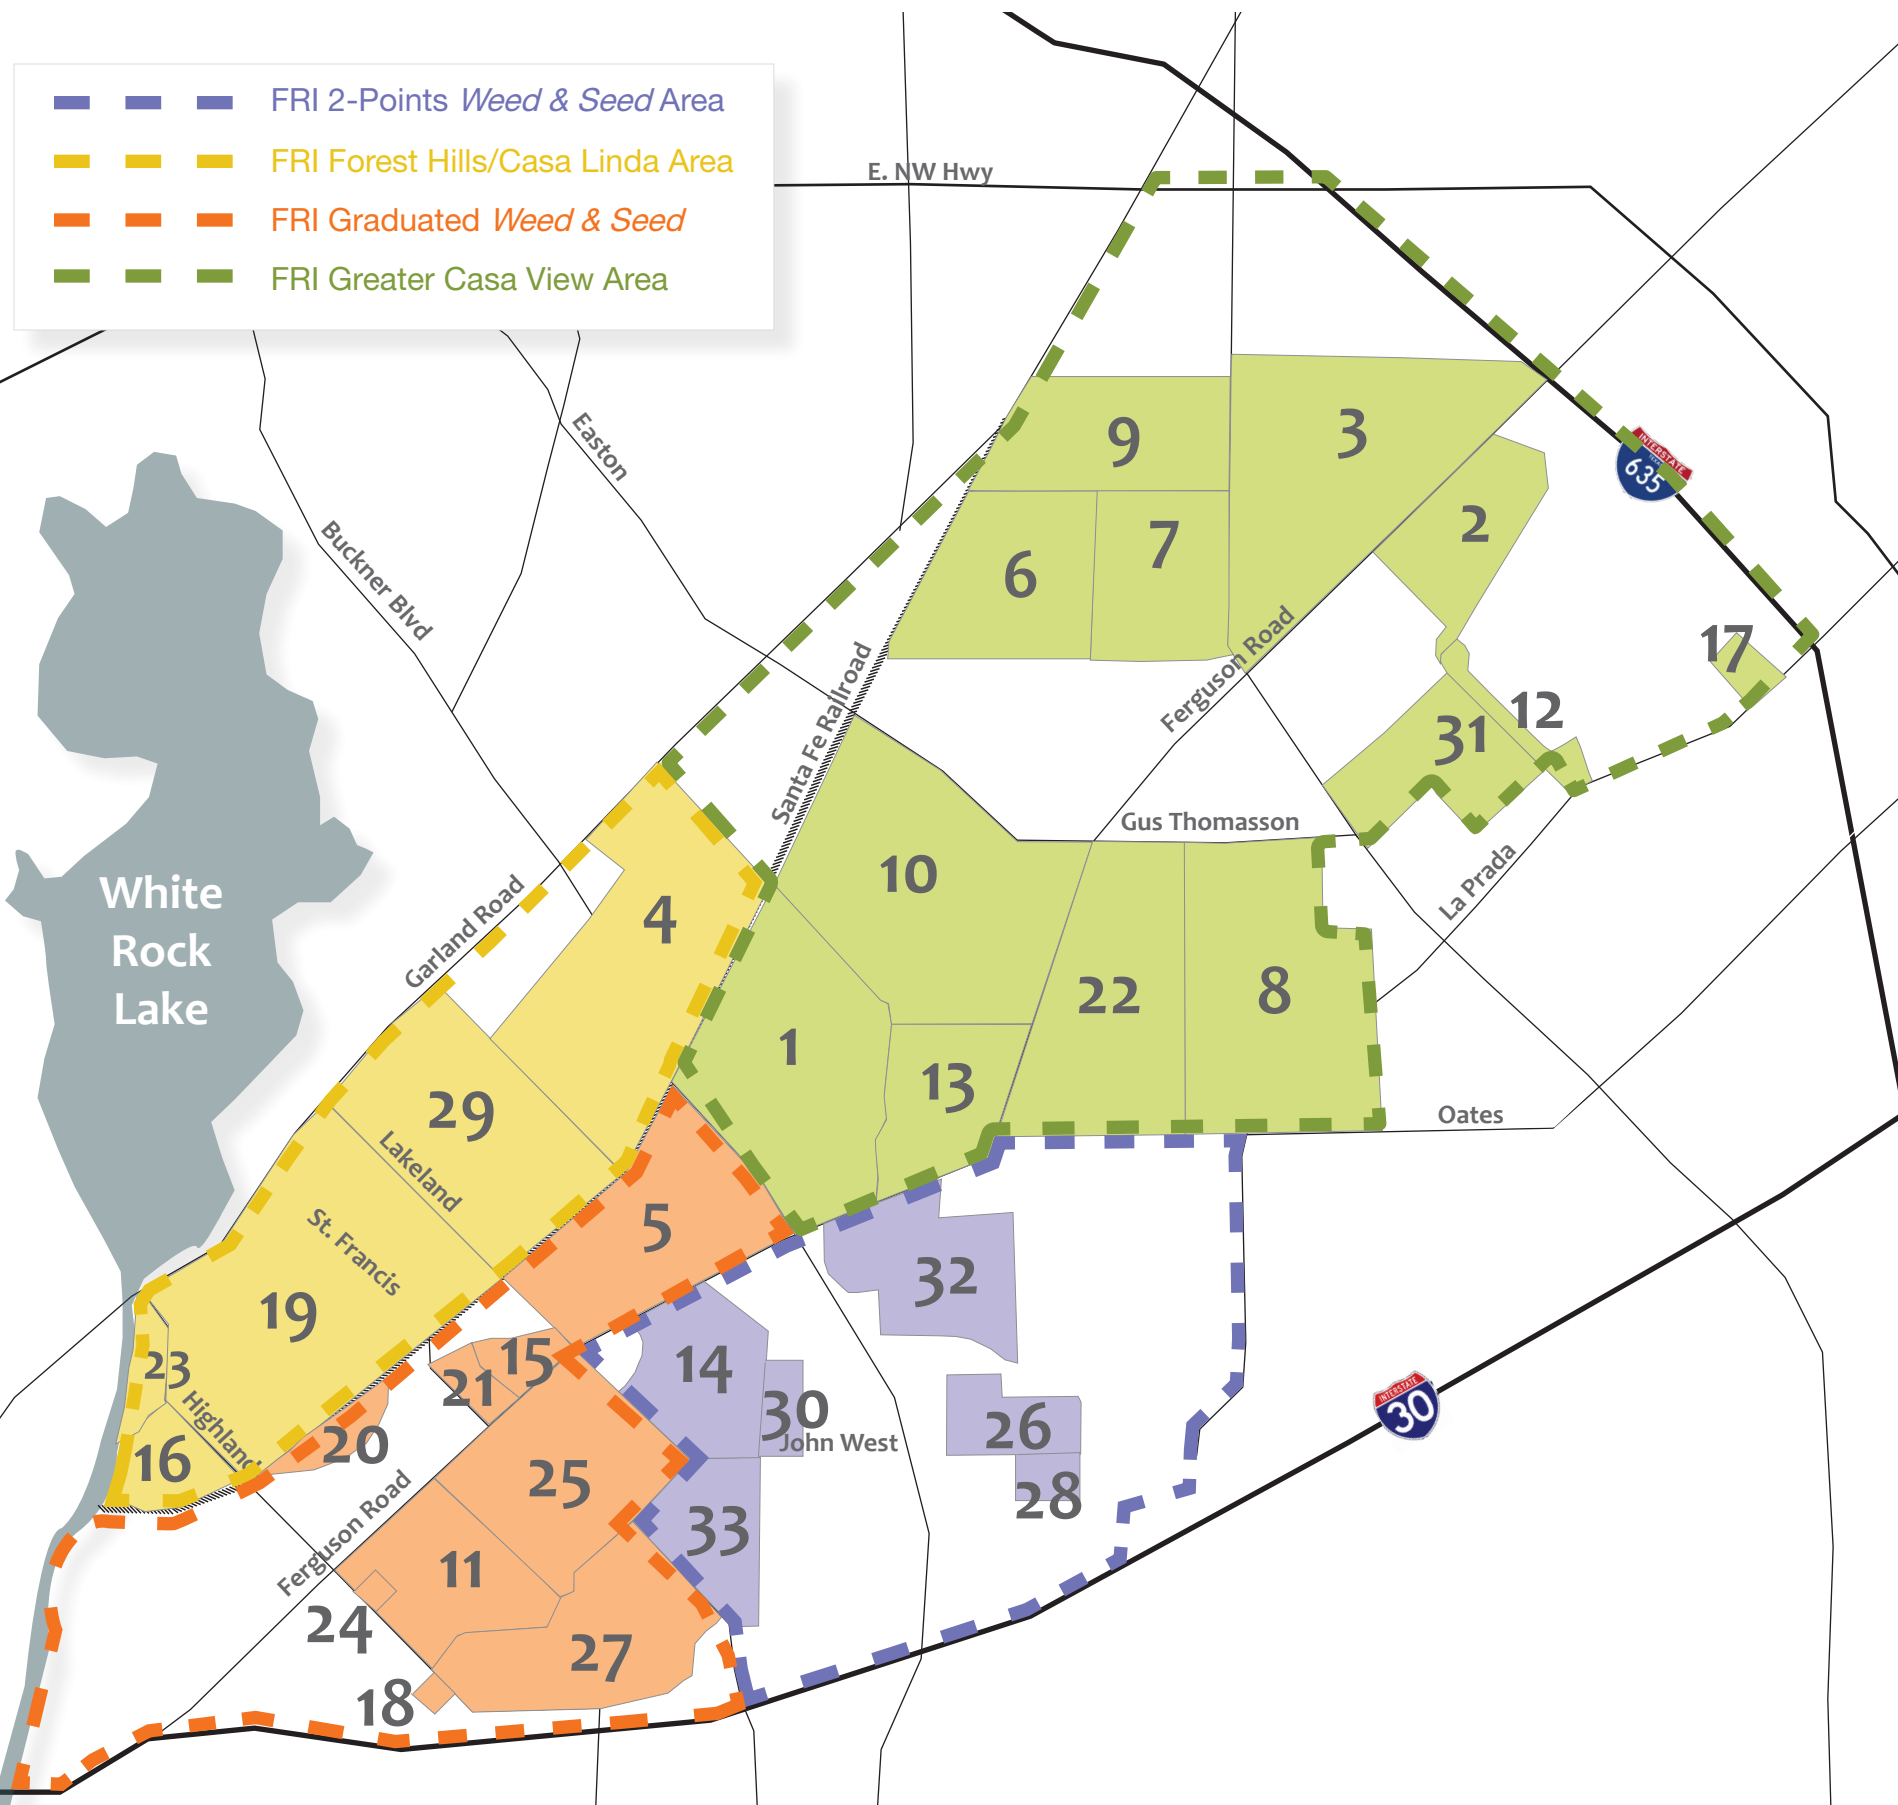 FRI 2-Points Weed & Seed Area
FRI Forest Hills/Casa Linda Area
FRI Graduated Weed & Seed
FRI Greater Casa View Area
E. NW Hwy
Easton
Buckner Blvd
9
3
INTERSTATE
635
2
7
6
17
Ferguson Road
Santa Fe Railroad
12
31
Gus Thomasson
La Prada
White
Rock
Lake
Garland Road
4
10
22
8
1
13
Oates
29
Lakeland
St. Francis
5
32
19
23
Highland
16
20
21
15
14
30
John West
26
28
INTERSTATE
30
25
33
Ferguson Road
11
24
27
18